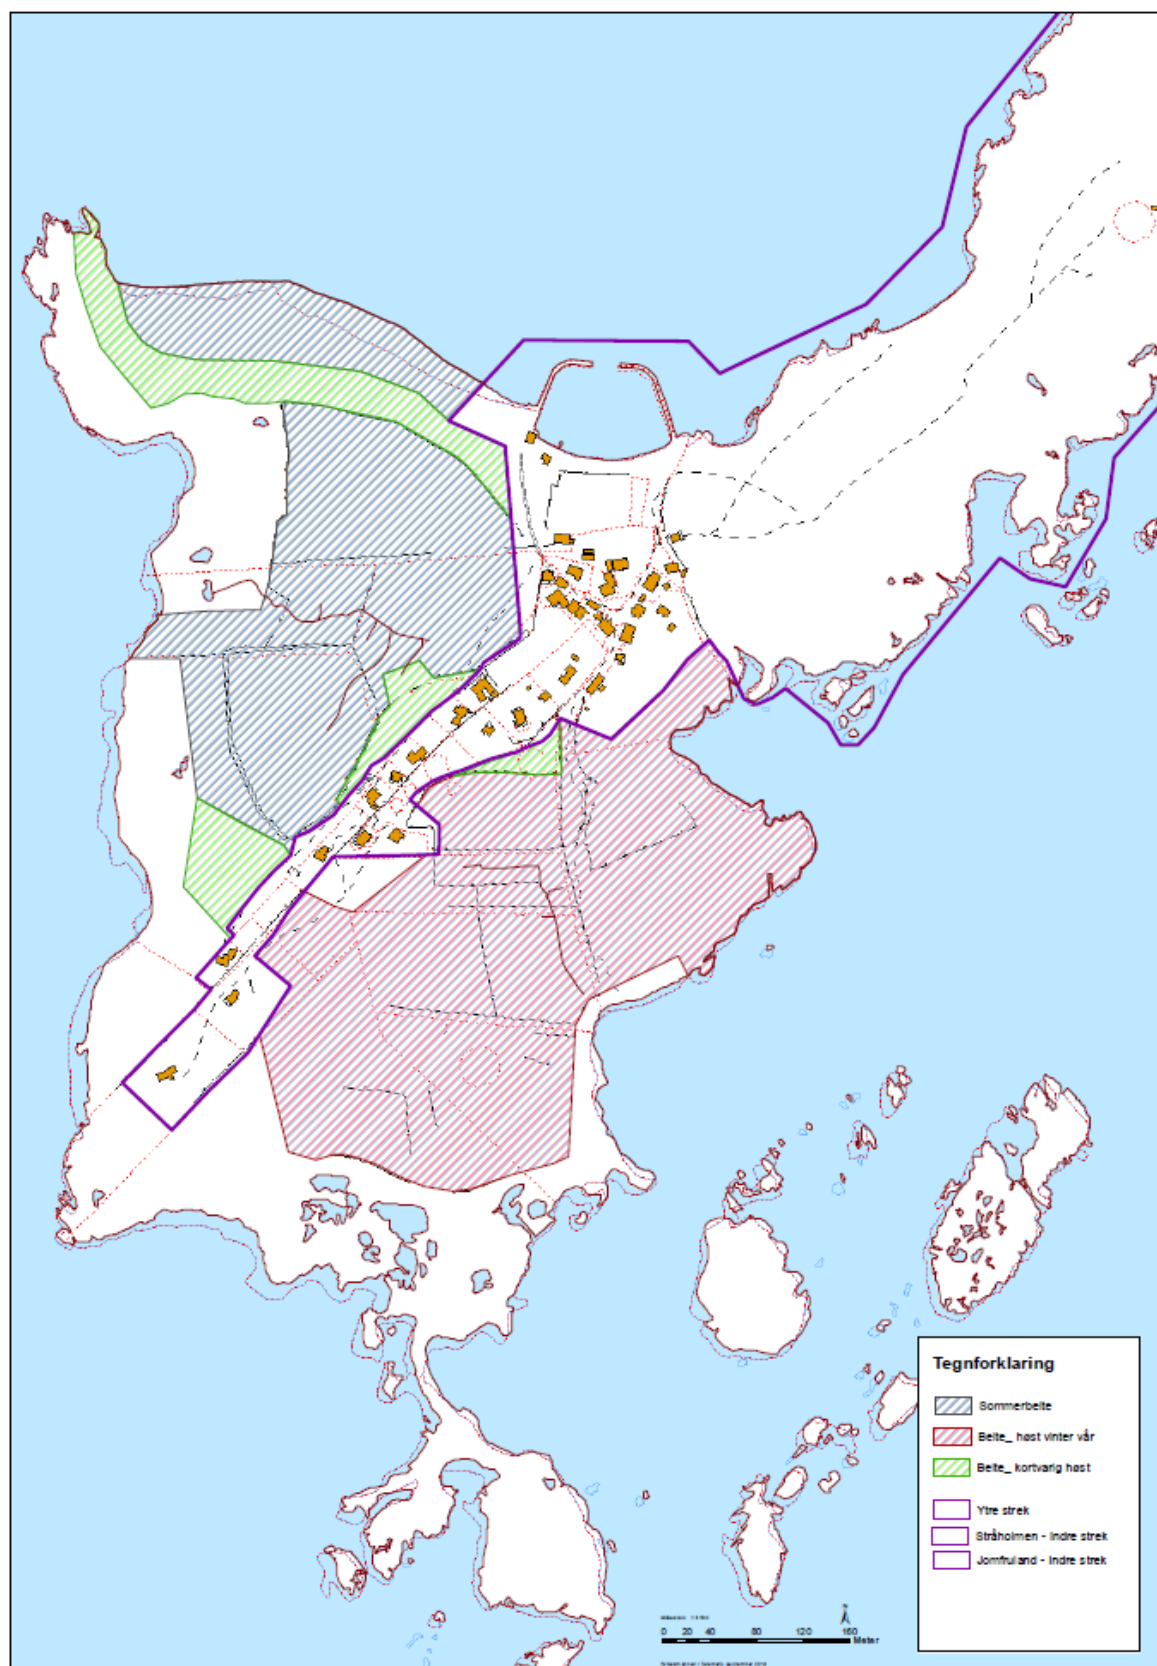 Tegnforklaring
Sommerbeite
Beite_ høst vinter vår
Beite_ kortvarig høst
Ytre strek
Stråholmen - Indre strek
Jomfruland - Indre strek
N
0 20 40 80 120 160
Meter